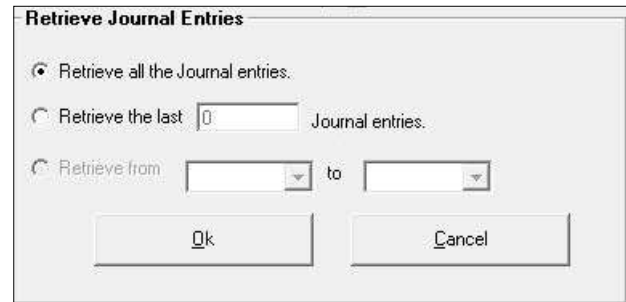 Retrieve Journal Entries
Retrieve all the Journal entries.
Retrieve the last 0 Journal entries.
Retrieve from to
Ok Cancel